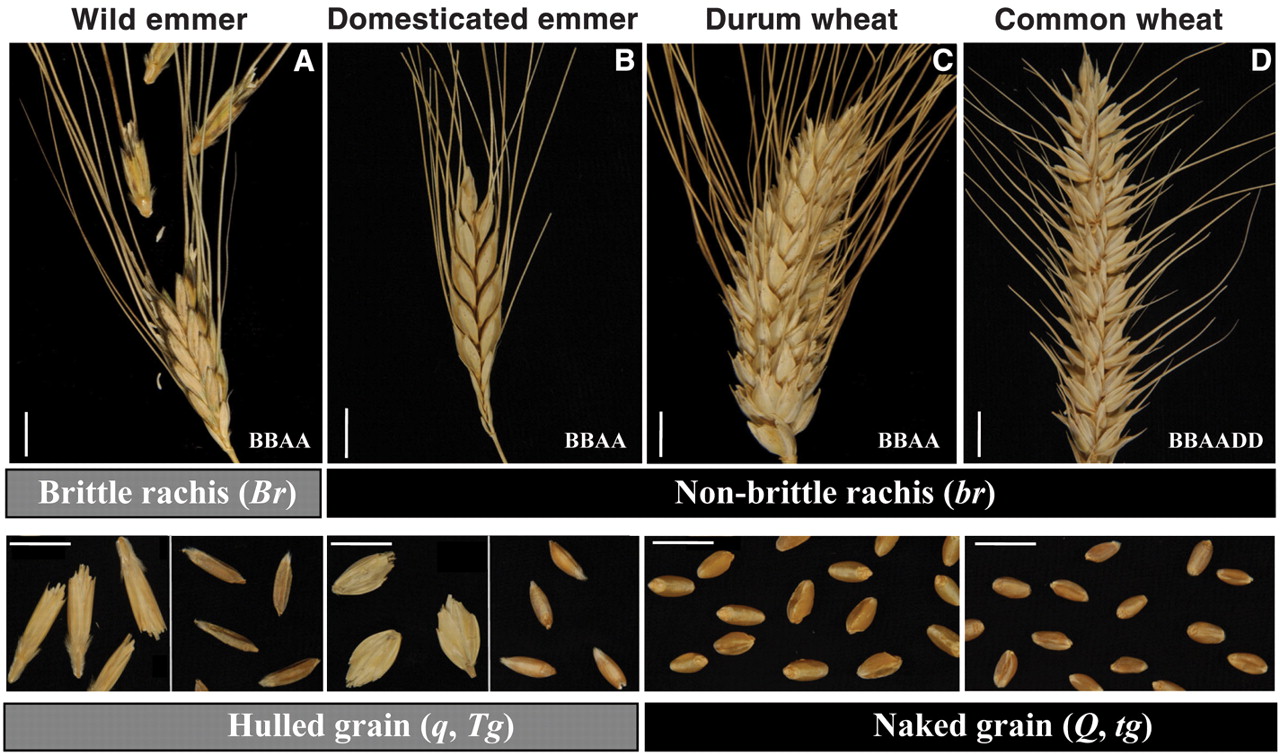 Wild emmer
Domesticated emmer
Durum wheat
Common wheat
A
B
C
D
BBAA
BBAA
BBAA
BBAADD
Brittle rachis (Br)
Non-brittle rachis (br)
Hulled grain (q, Tg)
Naked grain (Q, tg)